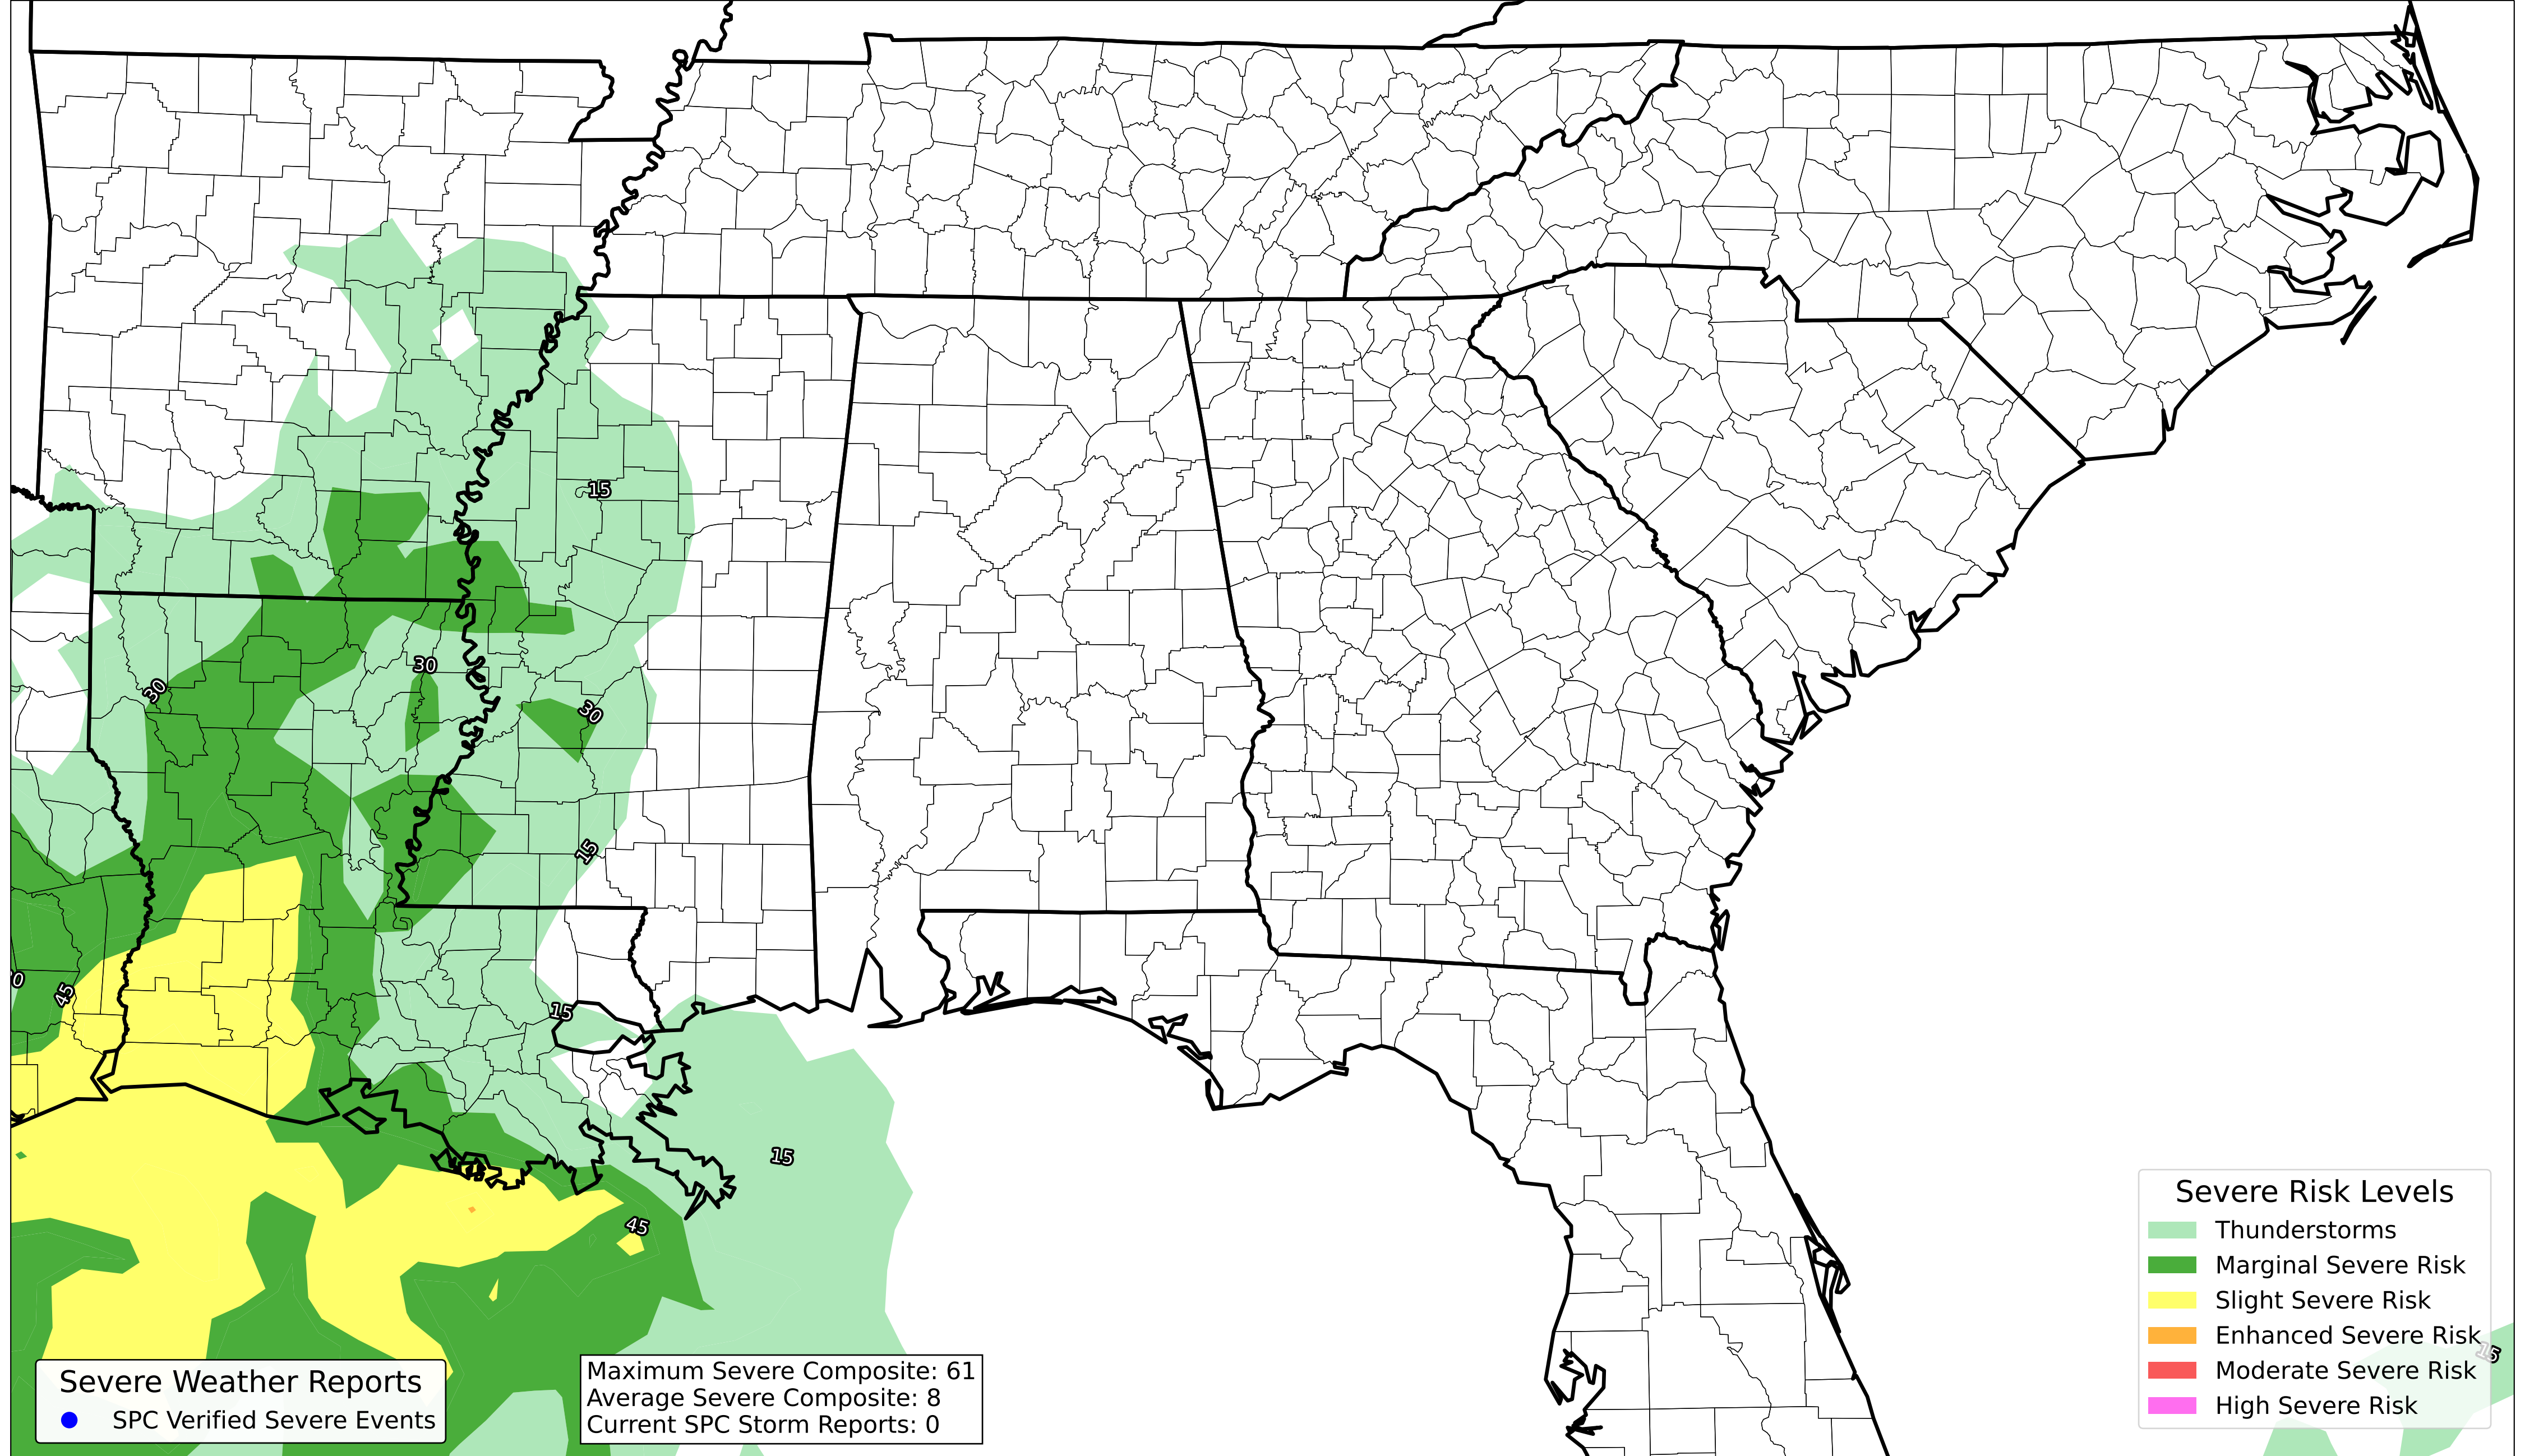 15
30
30
30
15
0
45
15
15
45
15
Severe Risk Levels
Thunderstorms
Marginal Severe Risk
Slight Severe Risk
Enhanced Severe Risk
Moderate Severe Risk
High Severe Risk
Severe Weather Reports
SPC Verified Severe Events
Maximum Severe Composite: 61
Average Severe Composite: 8
Current SPC Storm Reports: 0